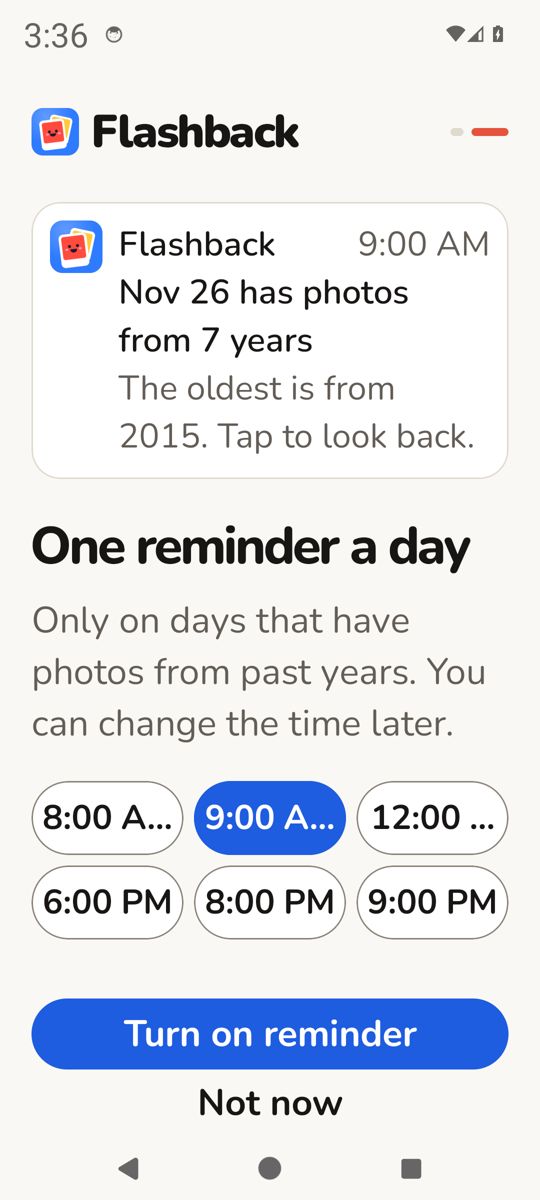 3:36
Flashback
Flashback 9:00 AM
Nov 26 has photos
from 7 years
The oldest is from
2015. Tap to look back.
One reminder a day
Only on days that have
photos from past years. You
can change the time later.
8:00 A... 9:00 A... 12:00 ...
6:00 PM 8:00 PM 9:00 PM
Turn on reminder
Not now